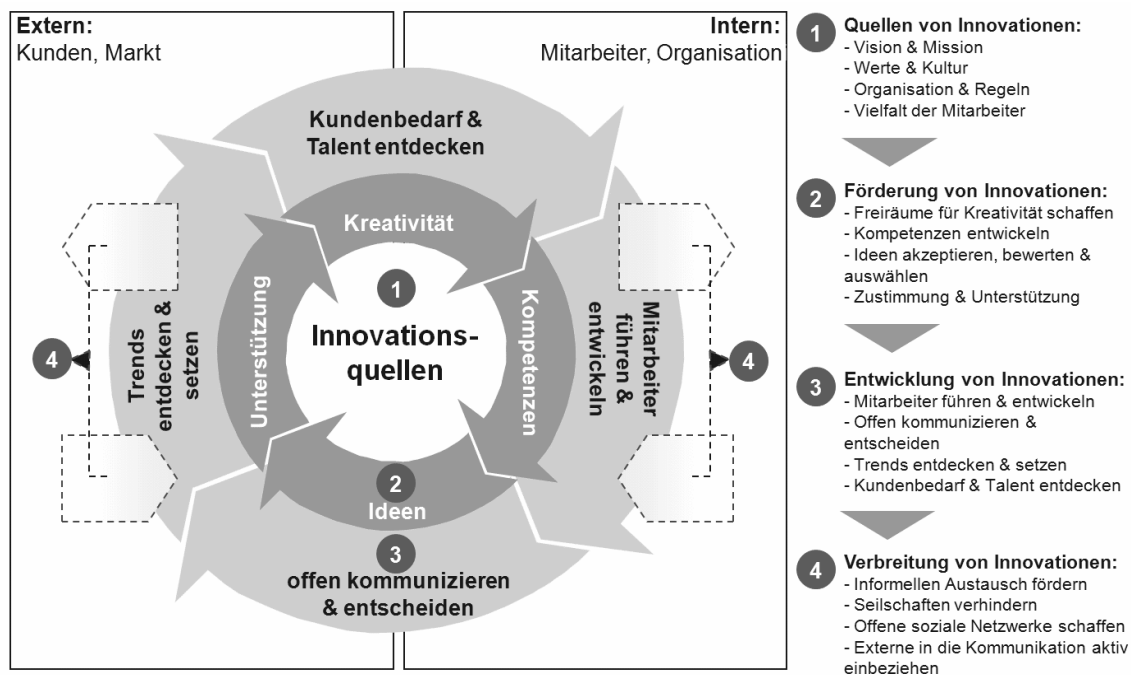 Extern:
Kunden, Markt
Intern:
Mitarbeiter, Organisation
Kundenbedarf &
Talent entdecken
Kreativität
1
Innovations-
quellen
Unterstützung
Kompetenzen
Trends
entdecken &
setzen
Mitarbeiter
führen &
entwickeln
4
4
2
Ideen
3
offen kommunizieren
& entscheiden
1
Quellen von Innovationen:
- Vision & Mission
- Werte & Kultur
- Organisation & Regeln
- Vielfalt der Mitarbeiter
2
Förderung von Innovationen:
- Freiräume für Kreativität schaffen
- Kompetenzen entwickeln
- Ideen akzeptieren, bewerten &
auswählen
- Zustimmung & Unterstützung
3
Entwicklung von Innovationen:
- Mitarbeiter führen & entwickeln
- Offen kommunizieren &
entscheiden
- Trends entdecken & setzen
- Kundenbedarf & Talent entdecken
4
Verbreitung von Innovationen:
- Informellen Austausch fördern
- Seilschaften verhindern
- Offene soziale Netzwerke schaffen
- Externe in die Kommunikation aktiv
einbeziehen